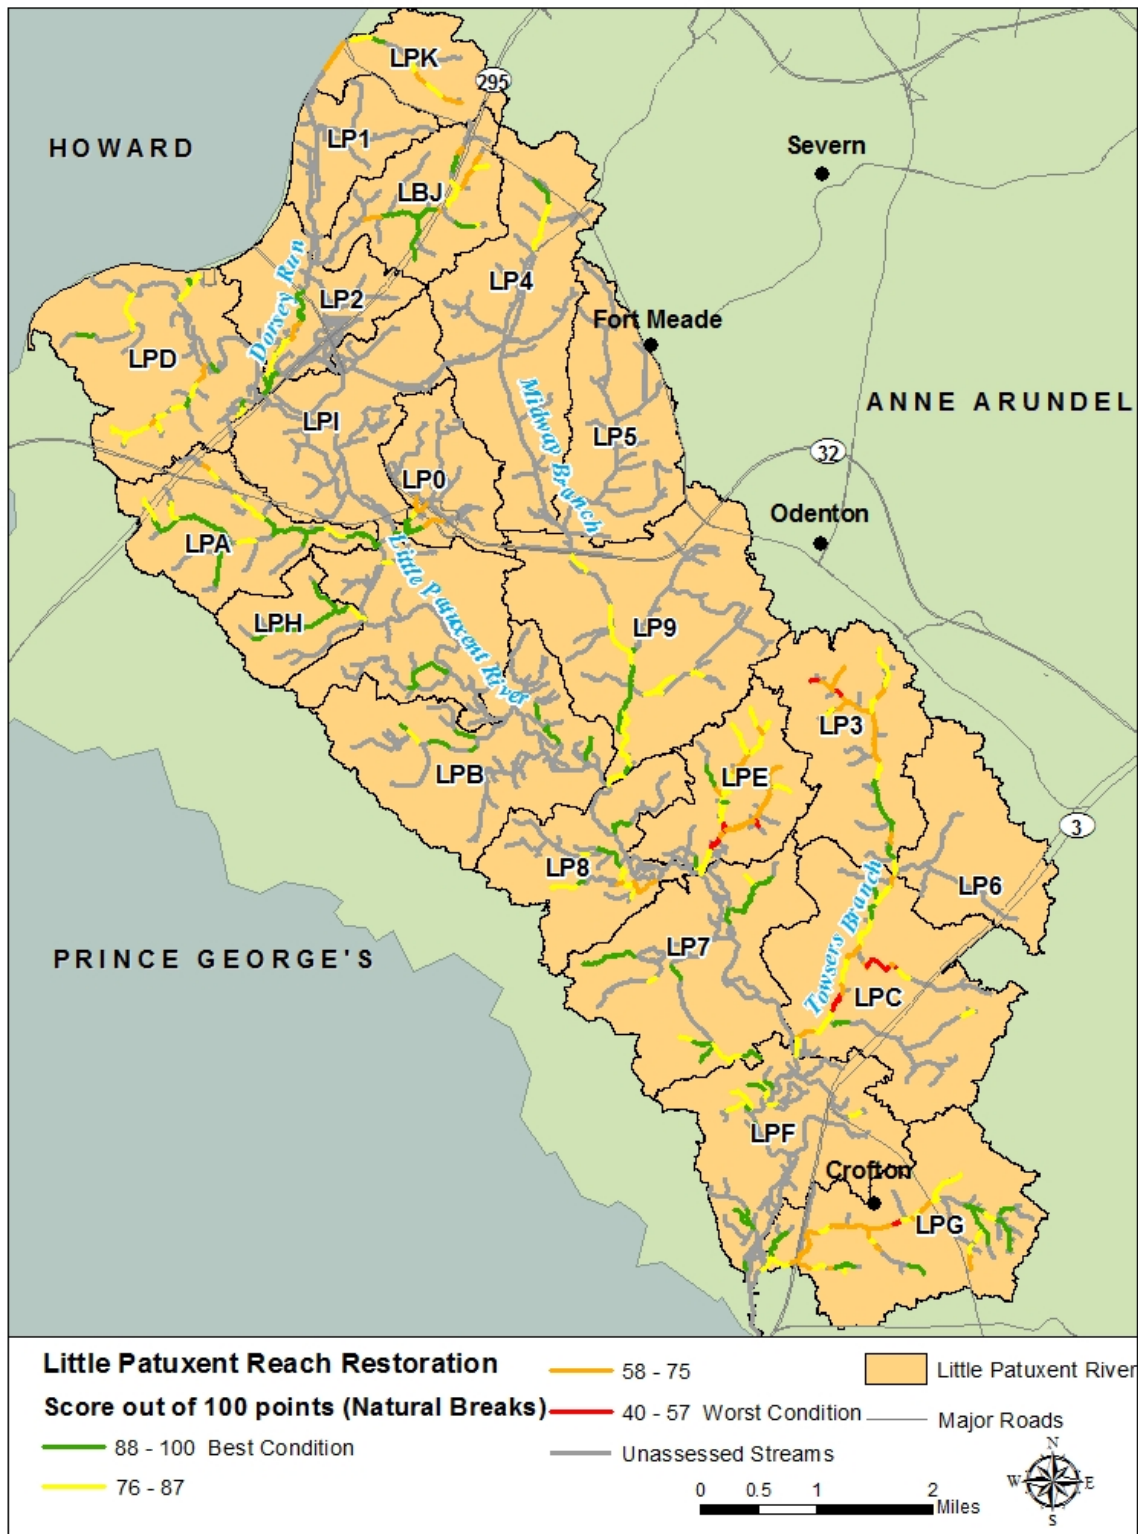 LPK
295
HOWARD
LP1
Severn
LBJ
Dorsey Run
LP4
LP2
Fort Meade
LPD
ANNE ARUNDEL
Midway Branch
LPI
LP5
32
LP0
Odenton
LPA
Little Patuxent River
LPH
LP9
LP3
LPB
LPE
3
LP8
LP6
Towsers Branch
LP7
PRINCE GEORGE'S
LPC
LPF
Crofton
LPG
Little Patuxent Reach Restoration
Score out of 100 points (Natural Breaks)
88 - 100 Best Condition
76 - 87
58 - 75
40 - 57 Worst Condition
Unassessed Streams
Little Patuxent River
Major Roads
N
W
E
S
0 0.5 1 2
Miles